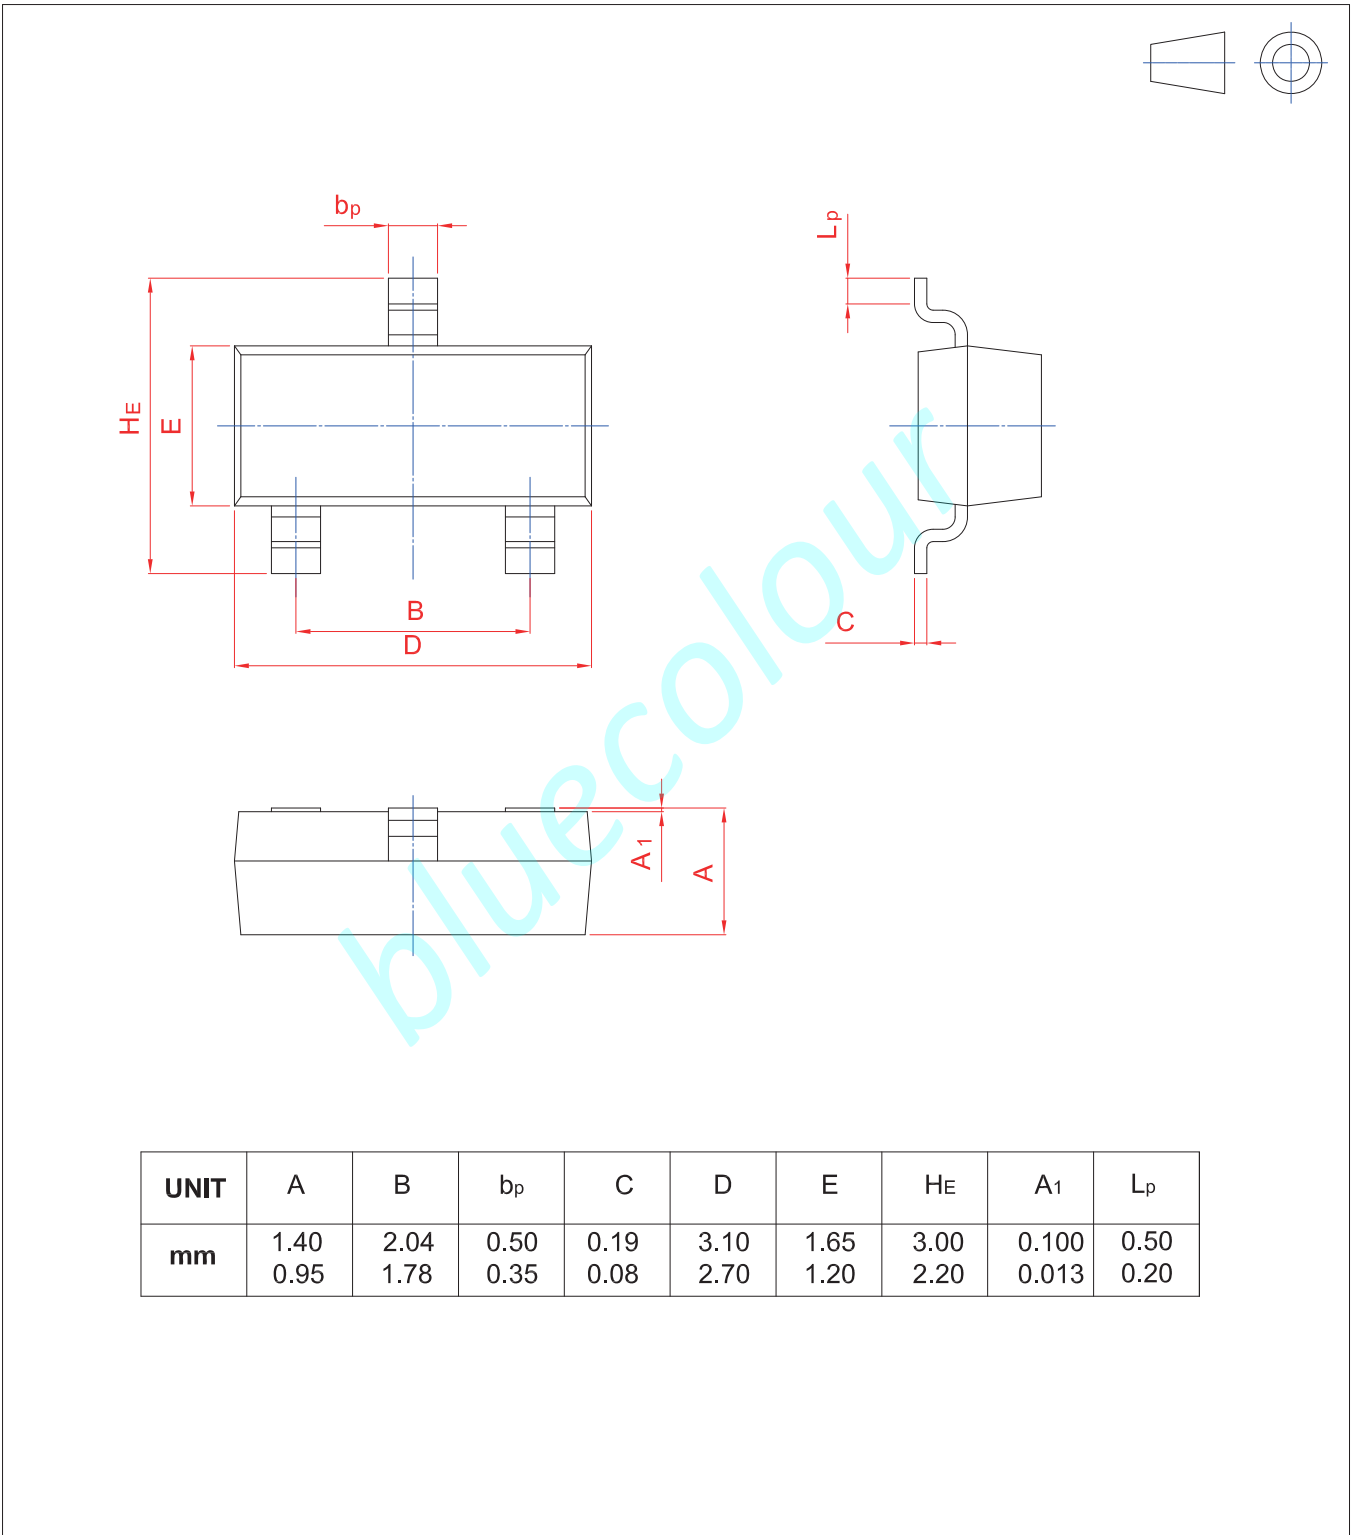 bp
Lp
HE
E
B
D
C
A1
A
bluecolour
UNIT A B bp C D E HE A1 Lp
mm 1.40 2.04 0.50 0.19 3.10 1.65 3.00 0.100 0.50
0.95 1.78 0.35 0.08 2.70 1.20 2.20 0.013 0.20